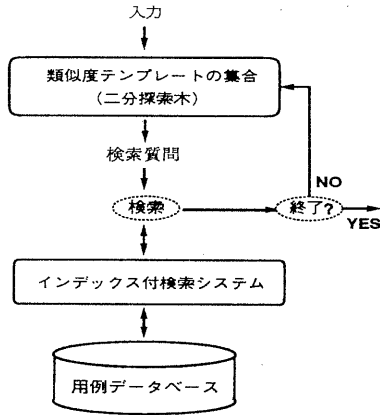 入力
類似度テンプレートの集合
(二分探索木)
検索質問
NO
検索
終了?
YES
インデックス付検索システム
用例データベース